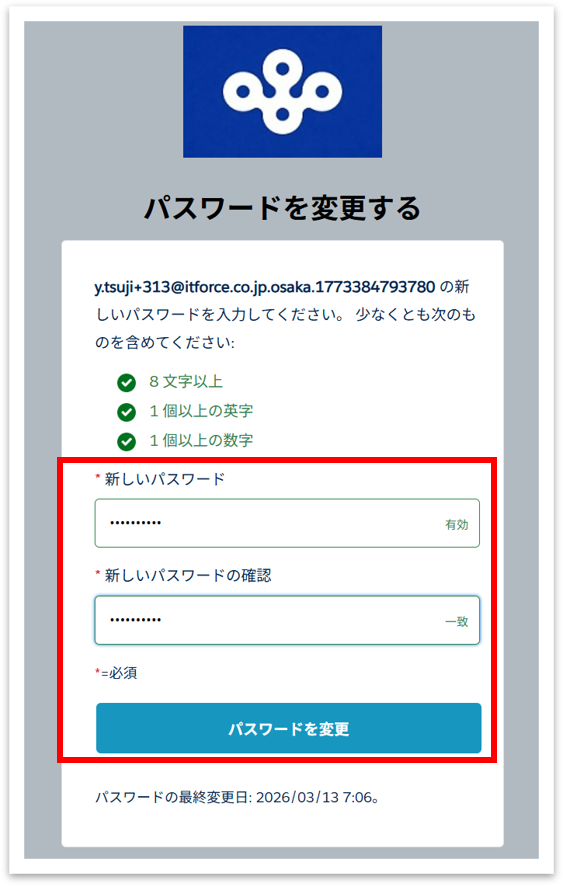 パスワードを変更する
y.tsuji+313@itforce.co.jp.osaka.1773384793780 の新
しいパスワードを入力してください。 少なくとも次のも
のを含めてください:
8 文字以上
1 個以上の英字
1 個以上の数字
* 新しいパスワード
•••••••••• 有効
* 新しいパスワードの確認
•••••••••• 一致
*=必須
パスワードを変更
パスワードの最終変更日: 2026/03/13 7:06。